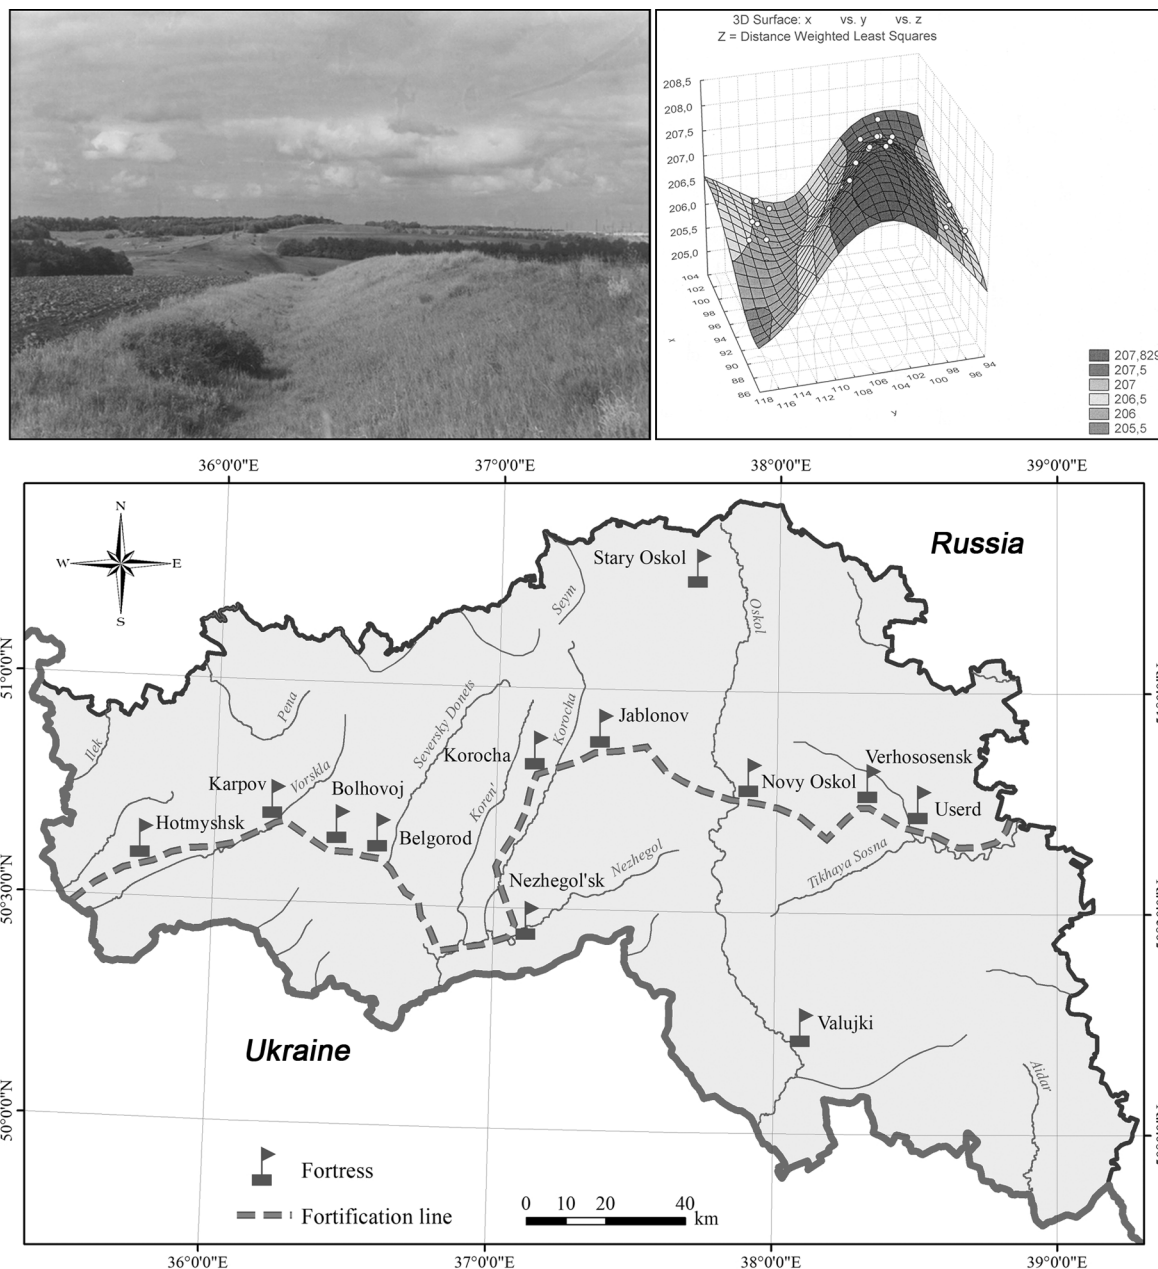 3D Surface: x vs. y vs. z
Z = Distance Weighted Least Squares
208,5
208,0
207,5
207,0
206,5
206,0
205,5
205,0
104
102
100
98
96
94
92
90
88
86
x
118
116
114
112
110
108
106
104
102
100
98
96
94
y
207,829
207,5
207
206,5
206
205,5
36°0'0"E
37°0'0"E
38°0'0"E
39°0'0"E
N
W
E
S
Russia
Stary Oskol
Seym
Oskol
51°0'0"N
Pena
Seversky Donets
Korocha
Jablonov
Ilek
Korocha
Verhososensk
Karpov
Vorskla
Bolhovoj
Koren'
Novy Oskol
Userd
Hotmyshsk
Belgorod
Nezhegol
Tikhaya Sosna
Nezhegol'sk
50°30'0"N
Valujki
Ukraine
Aidar
50°0'0"N
Fortress
Fortification line
0 10 20 40
km
36°0'0"E
37°0'0"E
38°0'0"E
39°0'0"E